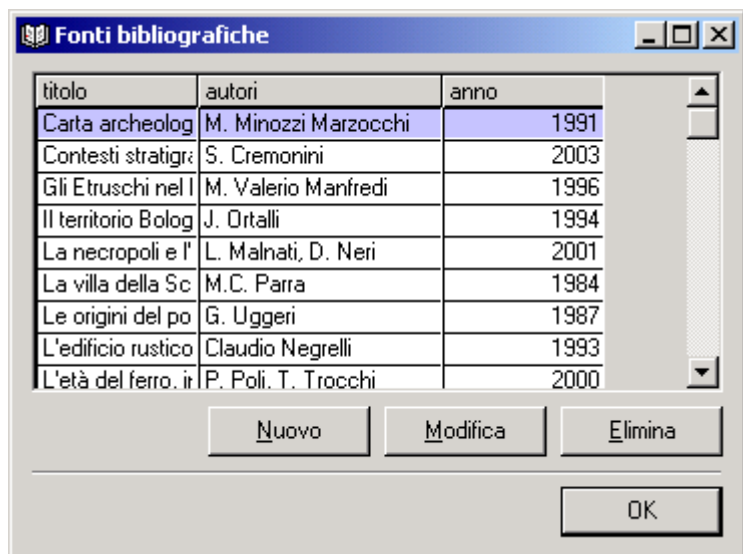 Fonti bibliografiche
titolo autori anno
Carta archeolog M. Minozzi Marzocchi 1991
Contesti stratigra S. Cremonini 2003
Gli Etruschi nel l M. Valerio Manfredi 1996
Il territorio Bolog J. Ortalli 1994
La necropoli e l' L. Malnati, D. Neri 2001
La villa della Sc M.C. Parra 1984
Le origini del po G. Uggeri 1987
L'edificio rustico Claudio Negrelli 1993
L'età del ferro, ir P. Poli, T. Trocchi 2000
Nuovo Modifica Elimina
OK